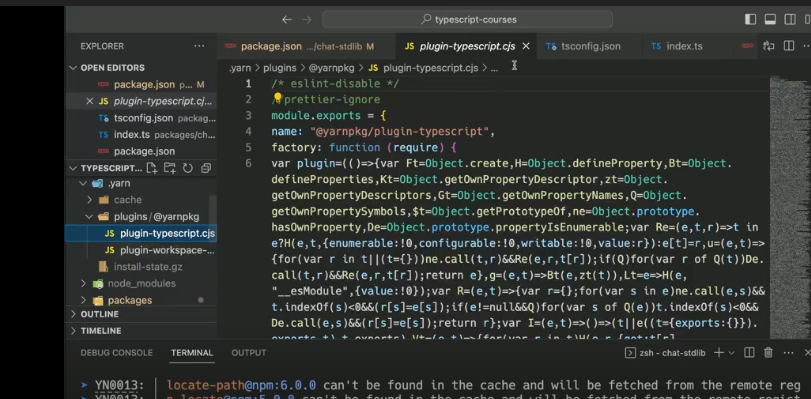 typescript-courses
EXPLORER
package.json .../chat-stdlib M
JS plugin-typescript.cjs
tsconfig.json
TS index.ts
OPEN EDITORS
.yarn > plugins > @yarnpkg > JS plugin-typescript.cjs > ...
package.json p... M
JS plugin-typescript.cj...
tsconfig.json packag...
TS index.ts packages/ch...
package.json
TYPESCRIPT...
.yarn
cache
plugins/@yarnpkg
JS plugin-typescript.cjs
JS plugin-workspace-...
install-state.gz
node_modules
packages
OUTLINE
TIMELINE
1 /* eslint-disable */
2 //prettier-ignore
3 module.exports = {
4 name: "@yarnpkg/plugin-typescript",
5 factory: function (require) {
6 var plugin=(()=>{var Ft=Object.create,H=Object.defineProperty,Bt=Object.
defineProperties,Kt=Object.getOwnPropertyDescriptor,zt=Object.
getOwnPropertyDescriptors,Gt=Object.getOwnPropertyNames,Q=Object.
getOwnPropertySymbols,$t=Object.getPrototypeOf,ne=Object.prototype.
hasOwnProperty,De=Object.prototype.propertyIsEnumerable;var Re=(e,t,r)=>t in
e?H(e,t,{enumerable:!0,configurable:!0,writable:!0,value:r}):e[t]=r,u=(e,t)=>
{for(var r in t||(t={}))ne.call(t,r)&&Re(e,r,t[r]);if(Q)for(var r of Q(t))De.
call(t,r)&&Re(e,r,t[r]);return e},g=(e,t)=>Bt(e,zt(t)),Lt=e=>H(e,
"__esModule",{value:!0});var R=(e,t)=>{var r={};for(var s in e)ne.call(e,s)&&
t.indexOf(s)<0&&(r[s]=e[s]);if(e!=null&&Q)for(var s of Q(e))t.indexOf(s)<0&&
De.call(e,s)&&(r[s]=e[s]);return r};var I=(e,t)=>()=>(t||e((t={exports:{}}).
DEBUG CONSOLE
TERMINAL
OUTPUT
zsh - chat-stdlib
YN0013: | locate-path@npm:6.0.0 can't be found in the cache and will be fetched from the remote reg